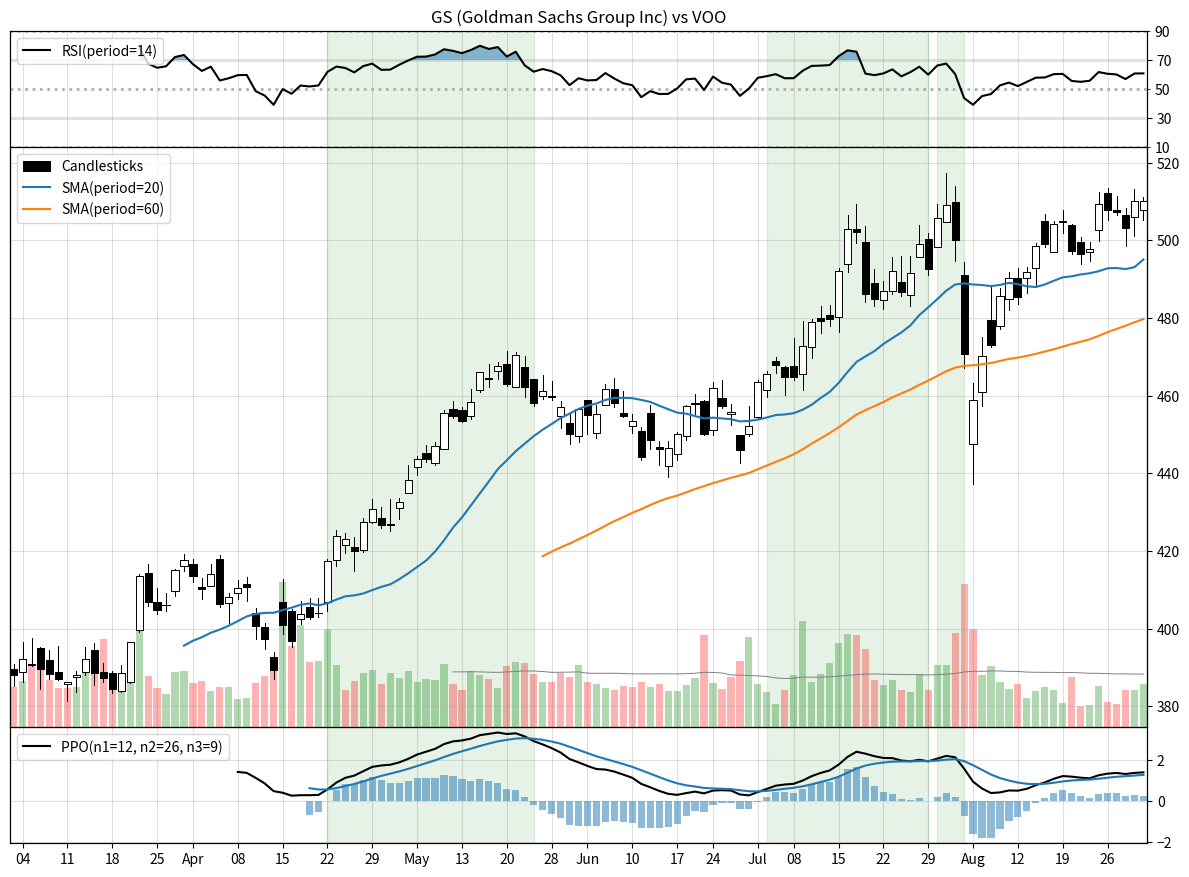 GS (Goldman Sachs Group Inc) vs VOO
RSI(period=14)
90
70
50
30
10
Candlesticks
SMA(period=20)
SMA(period=60)
520
500
480
460
440
420
400
380
PPO(n1=12, n2=26, n3=9)
2
0
−2
04 11 18 25 Apr 08 15 22 29 May 13 20 28 Jun 10 17 24 Jul 08 15 22 29 Aug 12 19 26